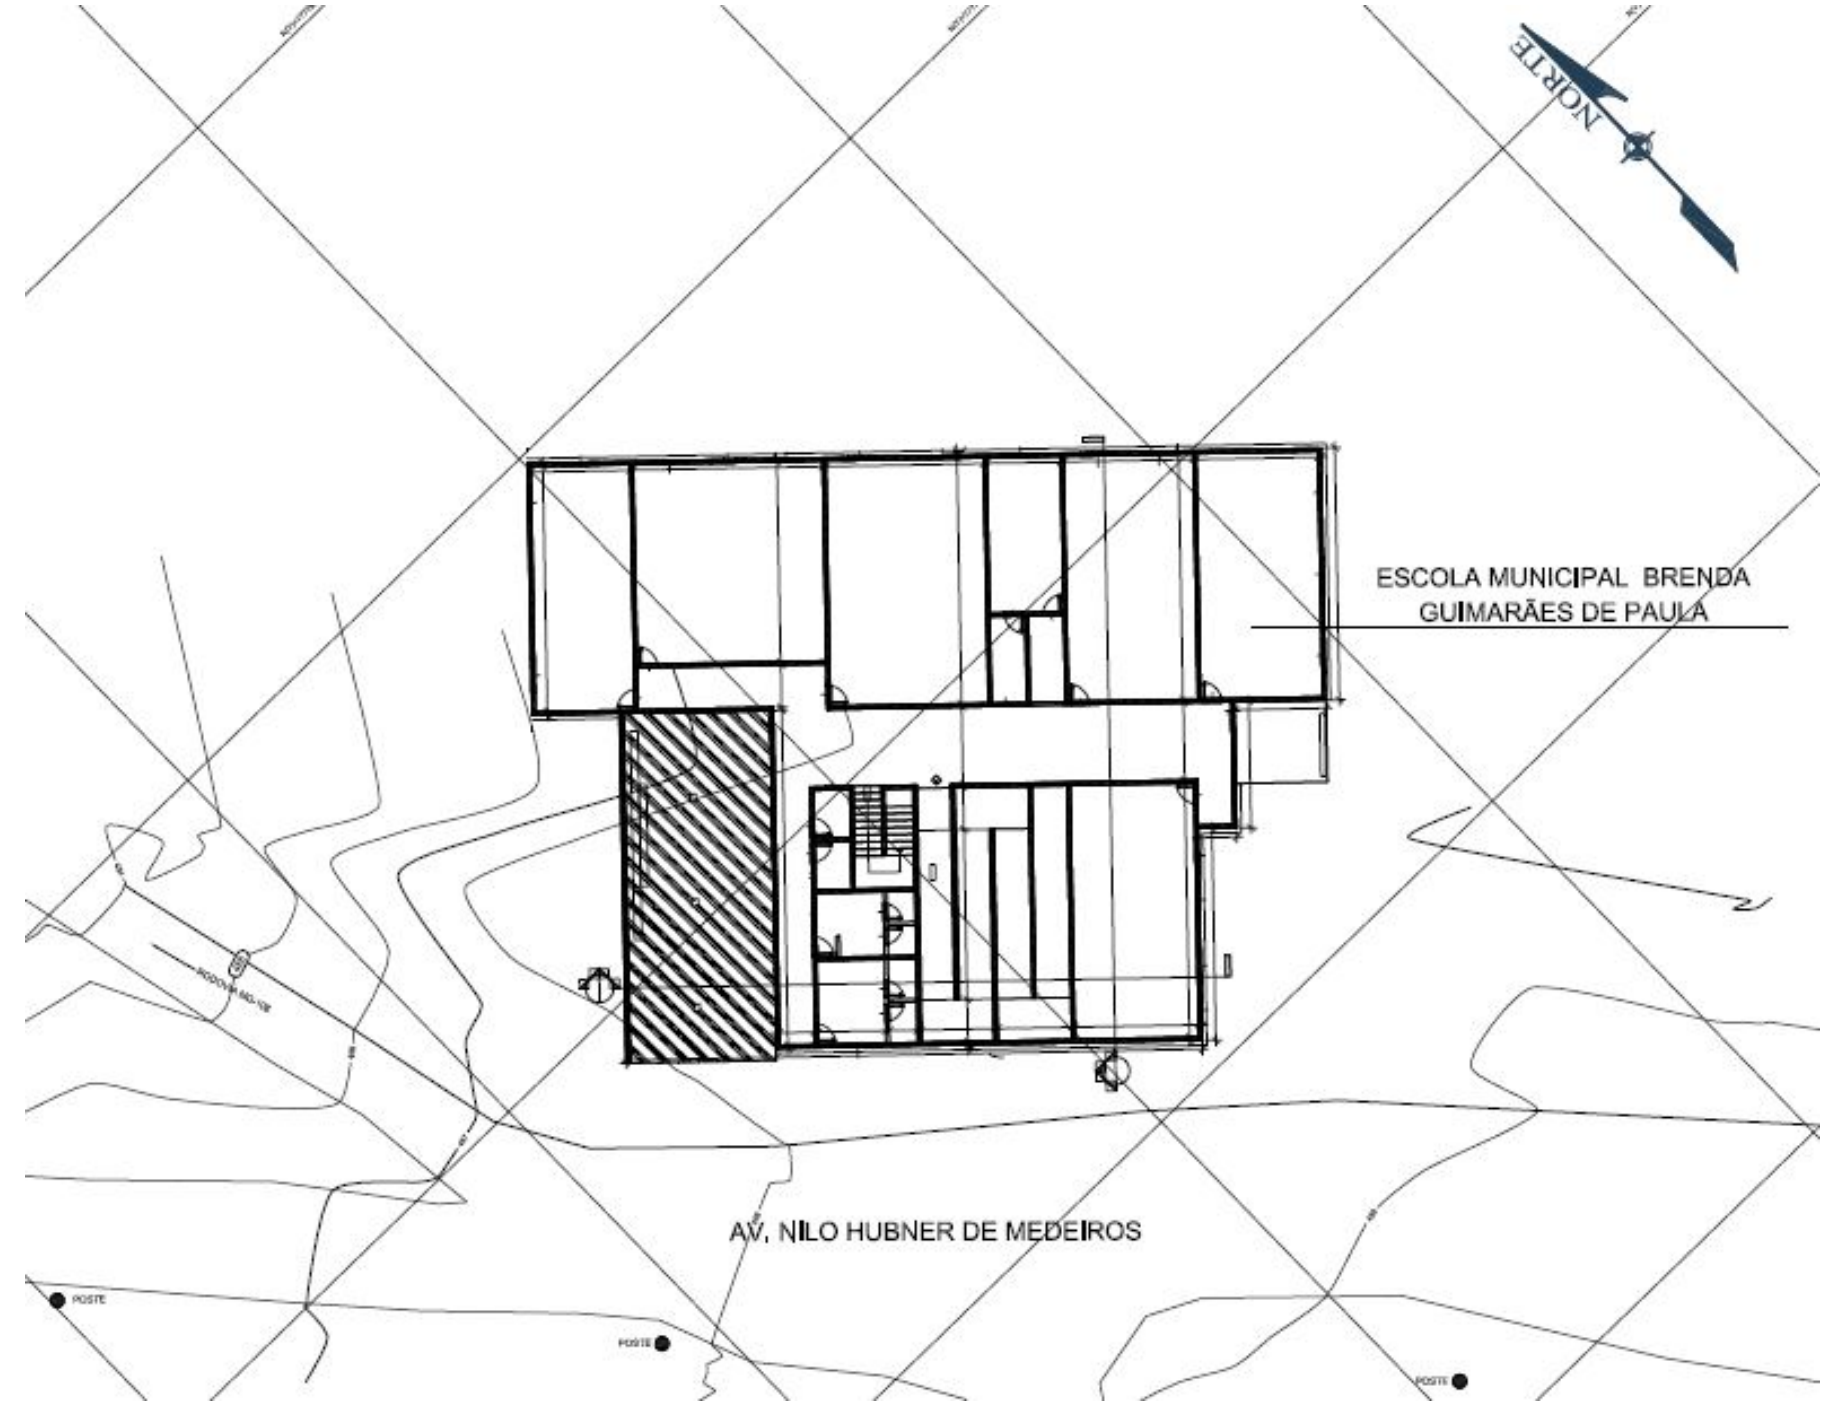 NORTE
ESCOLA MUNICIPAL BRENDA
GUIMARÃES DE PAULA
AV. NILO HUBNER DE MEDEIROS
POSTE
POSTE
POSTE